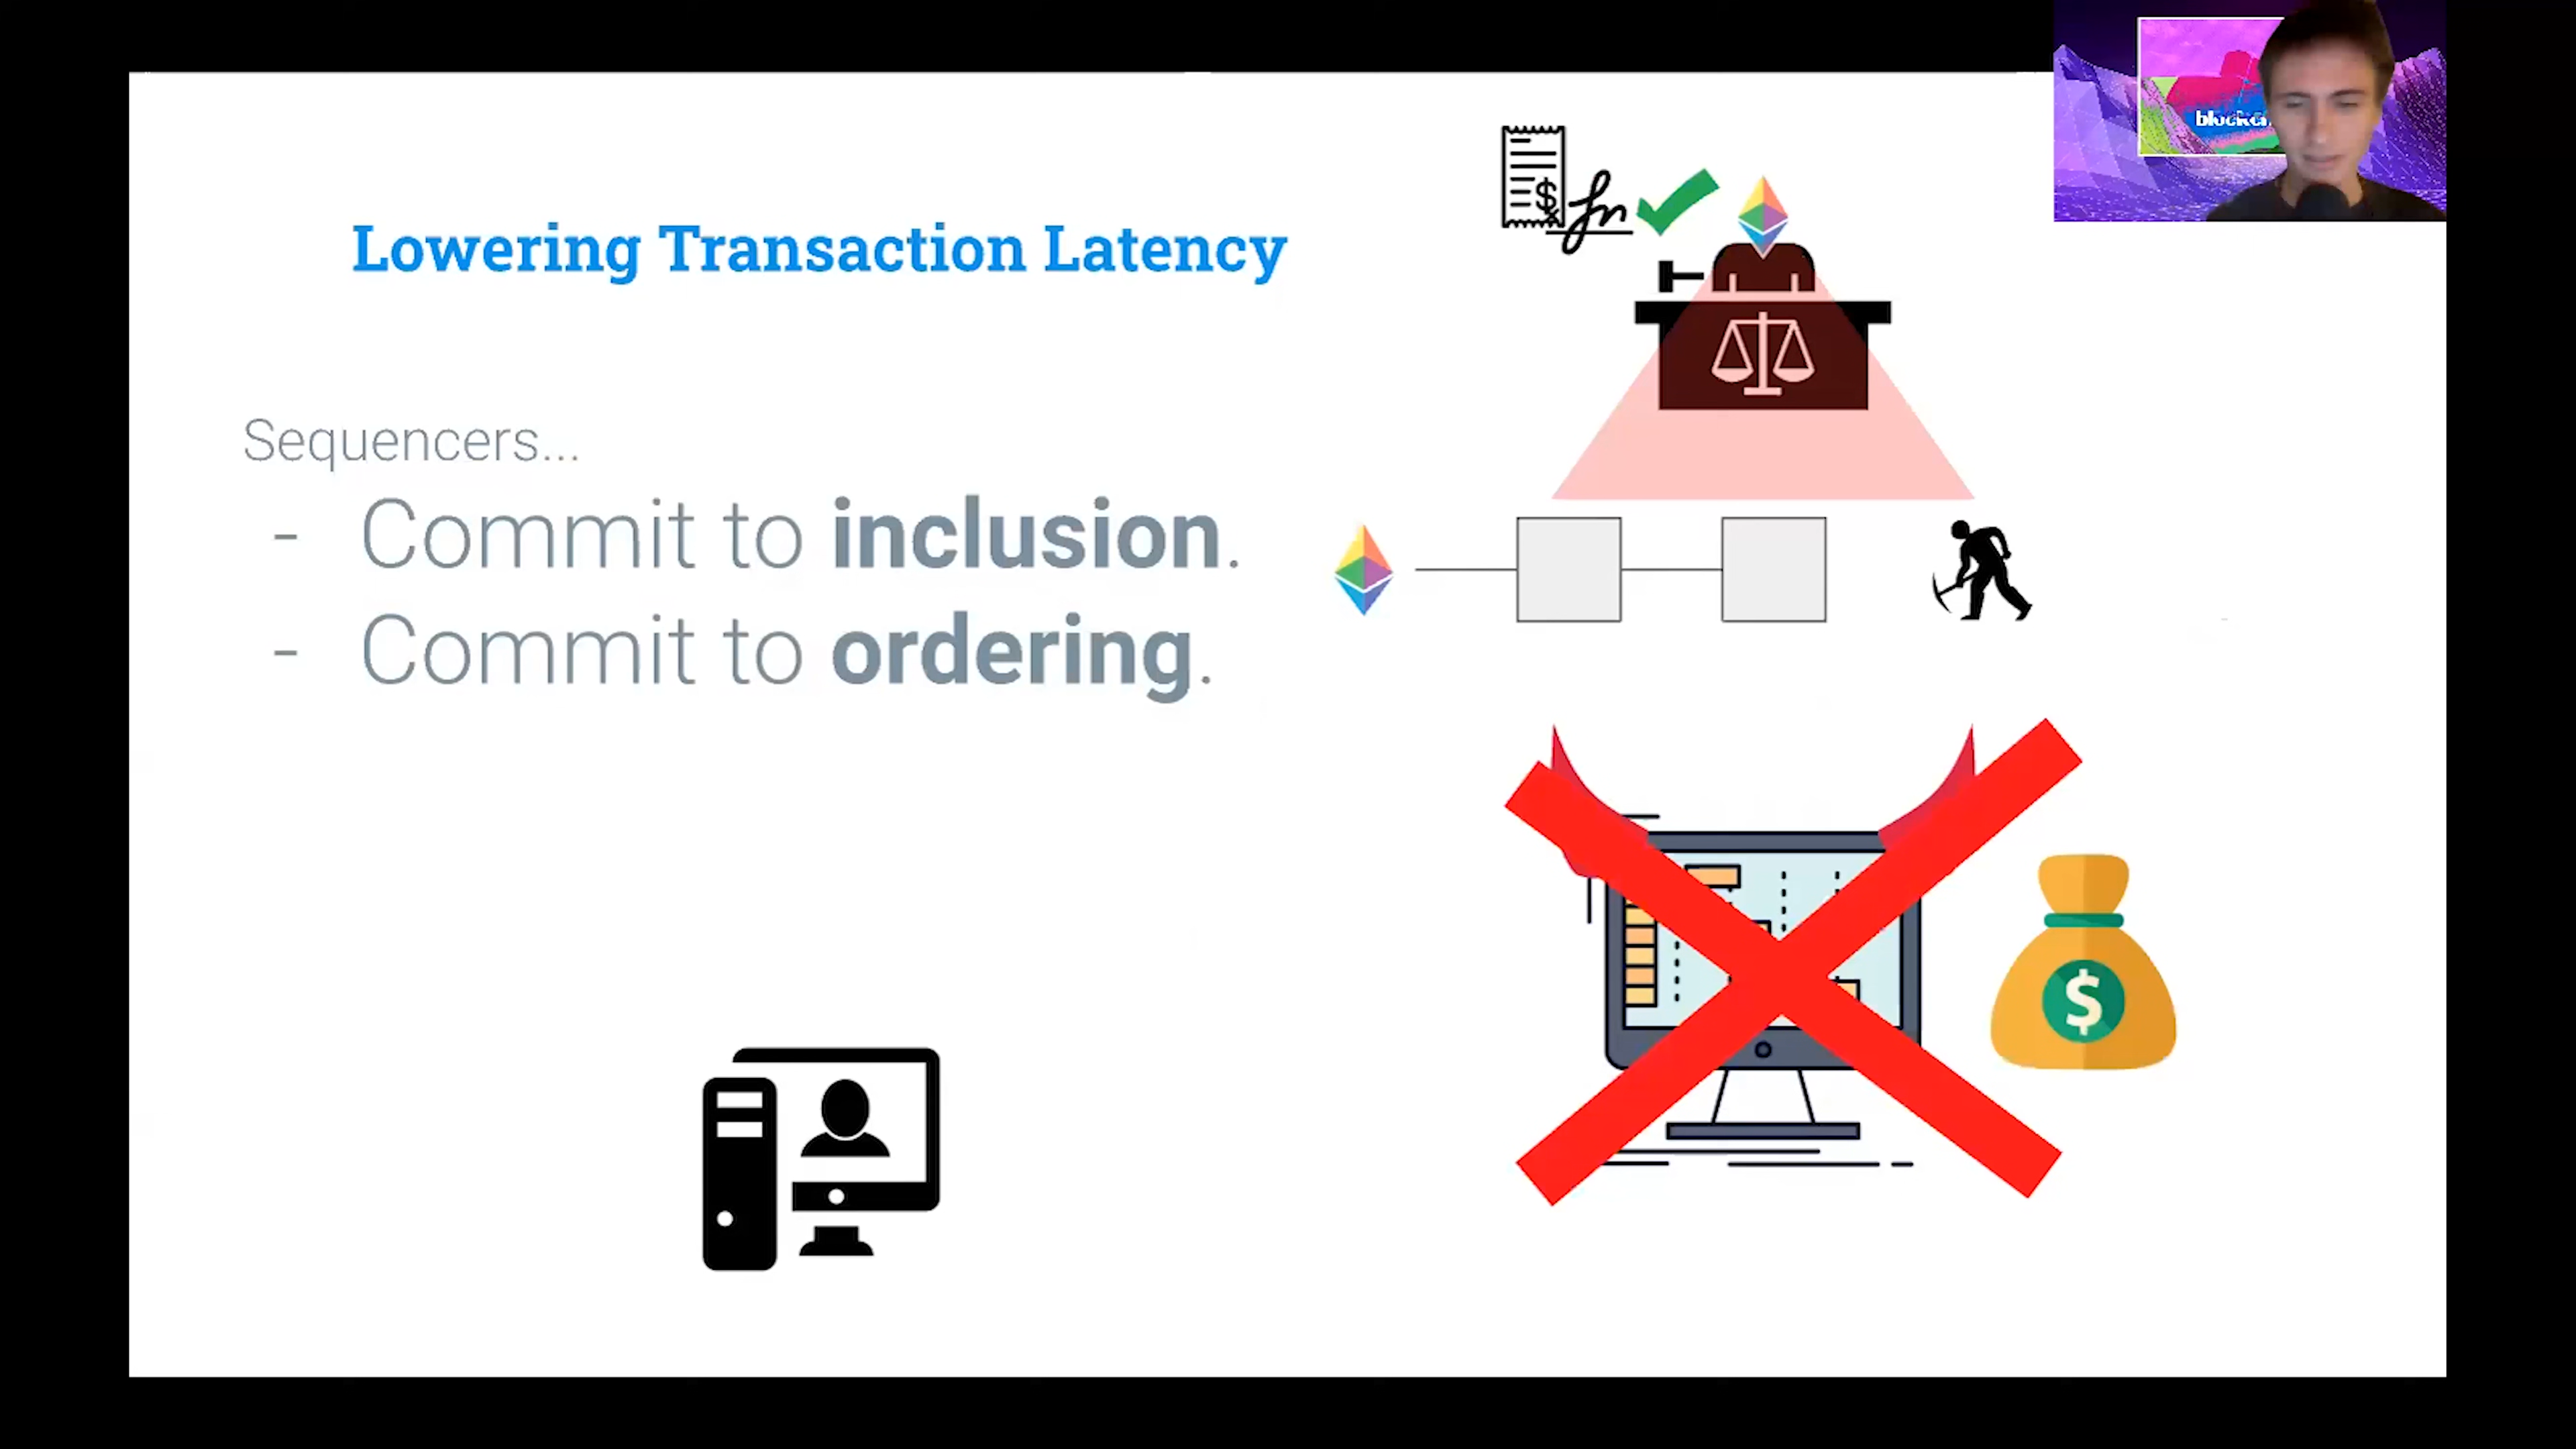 Lowering Transaction Latency
Sequencers...
- Commit to inclusion.
- Commit to ordering.
$
$